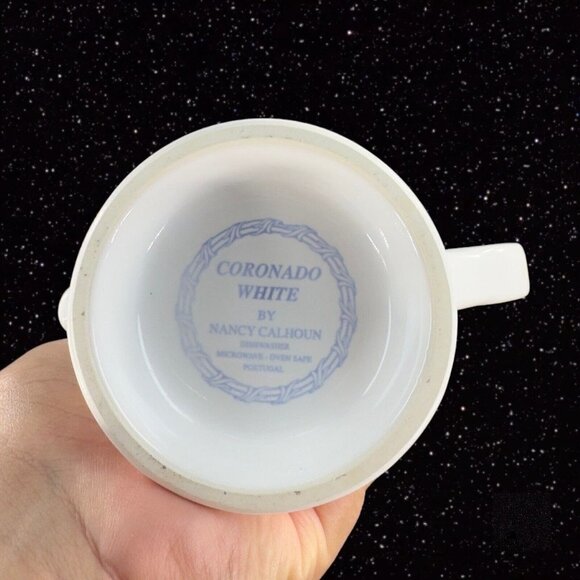 CORONADO
WHITE
BY
NANCY CALHOUN
DISHWASHER
MICROWAVE - OVEN SAFE
PORTUGAL